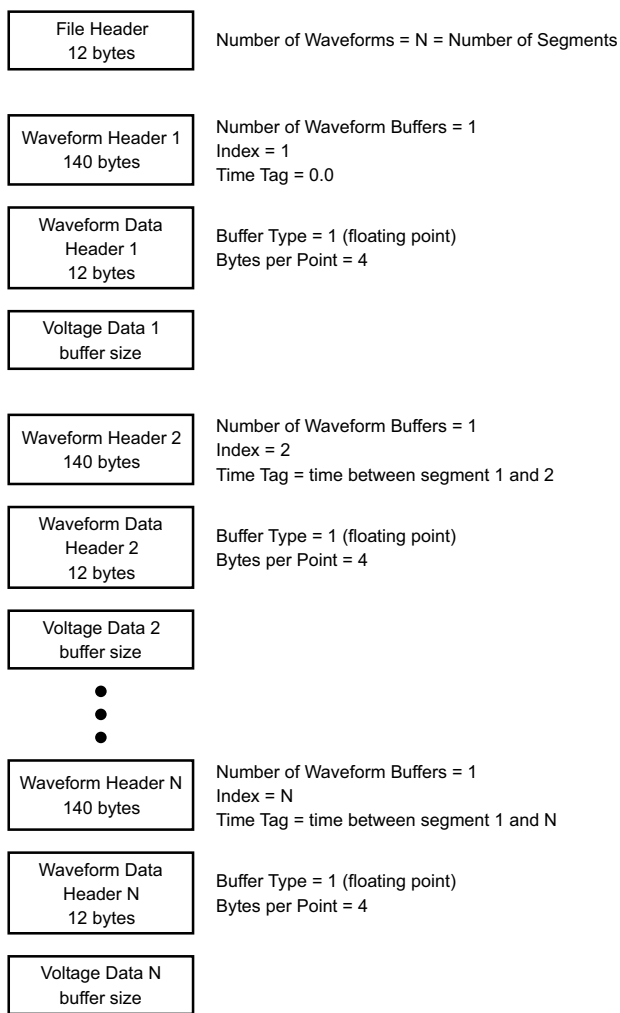 File Header
12 bytes
Number of Waveforms = N = Number of Segments
Waveform Header 1
140 bytes
Number of Waveform Buffers = 1
Index = 1
Time Tag = 0.0
Waveform Data
Header 1
12 bytes
Buffer Type = 1 (floating point)
Bytes per Point = 4
Voltage Data 1
buffer size
Waveform Header 2
140 bytes
Number of Waveform Buffers = 1
Index = 2
Time Tag = time between segment 1 and 2
Waveform Data
Header 2
12 bytes
Buffer Type = 1 (floating point)
Bytes per Point = 4
Voltage Data 2
buffer size
Waveform Header N
140 bytes
Number of Waveform Buffers = 1
Index = N
Time Tag = time between segment 1 and N
Waveform Data
Header N
12 bytes
Buffer Type = 1 (floating point)
Bytes per Point = 4
Voltage Data N
buffer size